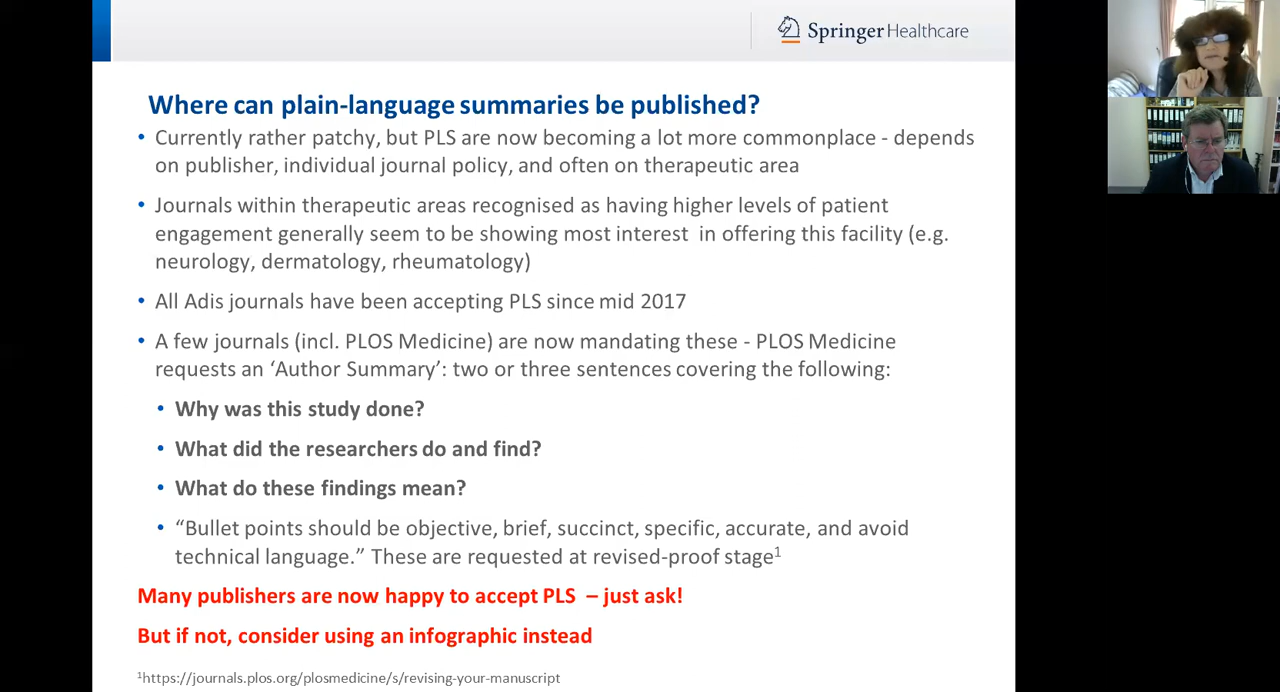 Springer Healthcare
Where can plain-language summaries be published?
• Currently rather patchy, but PLS are now becoming a lot more commonplace - depends
on publisher, individual journal policy, and often on therapeutic area
• Journals within therapeutic areas recognised as having higher levels of patient
engagement generally seem to be showing most interest in offering this facility (e.g.
neurology, dermatology, rheumatology)
• All Adis journals have been accepting PLS since mid 2017
• A few journals (incl. PLOS Medicine) are now mandating these - PLOS Medicine
requests an ‘Author Summary’: two or three sentences covering the following:
• Why was this study done?
• What did the researchers do and find?
• What do these findings mean?
• “Bullet points should be objective, brief, succinct, specific, accurate, and avoid
technical language.” These are requested at revised-proof stage1
Many publishers are now happy to accept PLS – just ask!
But if not, consider using an infographic instead
1https://journals.plos.org/plosmedicine/s/revising-your-manuscript